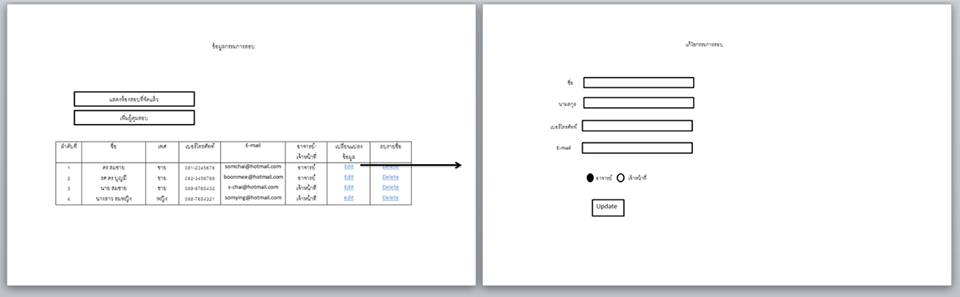 ข้อมูลกรรมการสอบ
แสดงห้องสอบที่จัดแล้ว
เพิ่มผู้คุมสอบ
ลำดับที่ ชื่อ เพศ เบอร์โทรศัพท์ E-mail อาจารย์/ เปลี่ยนแปลง ลบรายชื่อ
เจ้าหน้าที่ ข้อมูล
1 ดร.สมชาย ชาย 081-2345678 somchai@hotmail.com อาจารย์ Edit Delete
2 รศ.ดร.บุญมี ชาย 082-3456789 boonmee@hotmail.com อาจารย์ Edit Delete
3 นาย สมชาย ชาย s-chai@hotmail.com เจ้าหน้าที่ Edit Delete
4 นางสาว สมหญิง หญิง somying@hotmail.com เจ้าหน้าที่ edit Delete
แก้ไขกรรมการสอบ
ชื่อ
นามสกุล
เบอร์โทรศัพท์
E-mail
อาจารย์ เจ้าหน้าที่
Update